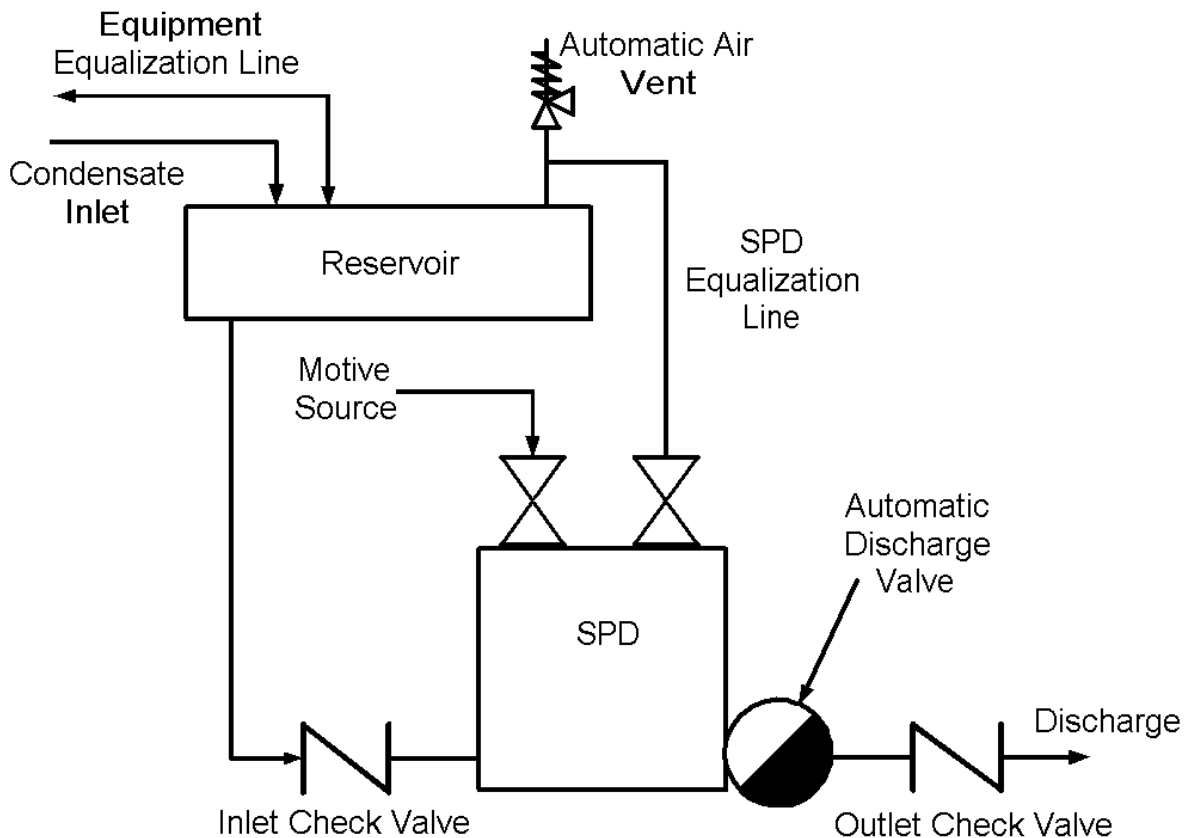 Equipment
Equalization Line
Condensate
Inlet
Automatic Air
Vent
Reservoir
SPD
Equalization
Line
Motive
Source
Automatic
Discharge
Valve
SPD
Discharge
Inlet Check Valve
Outlet Check Valve